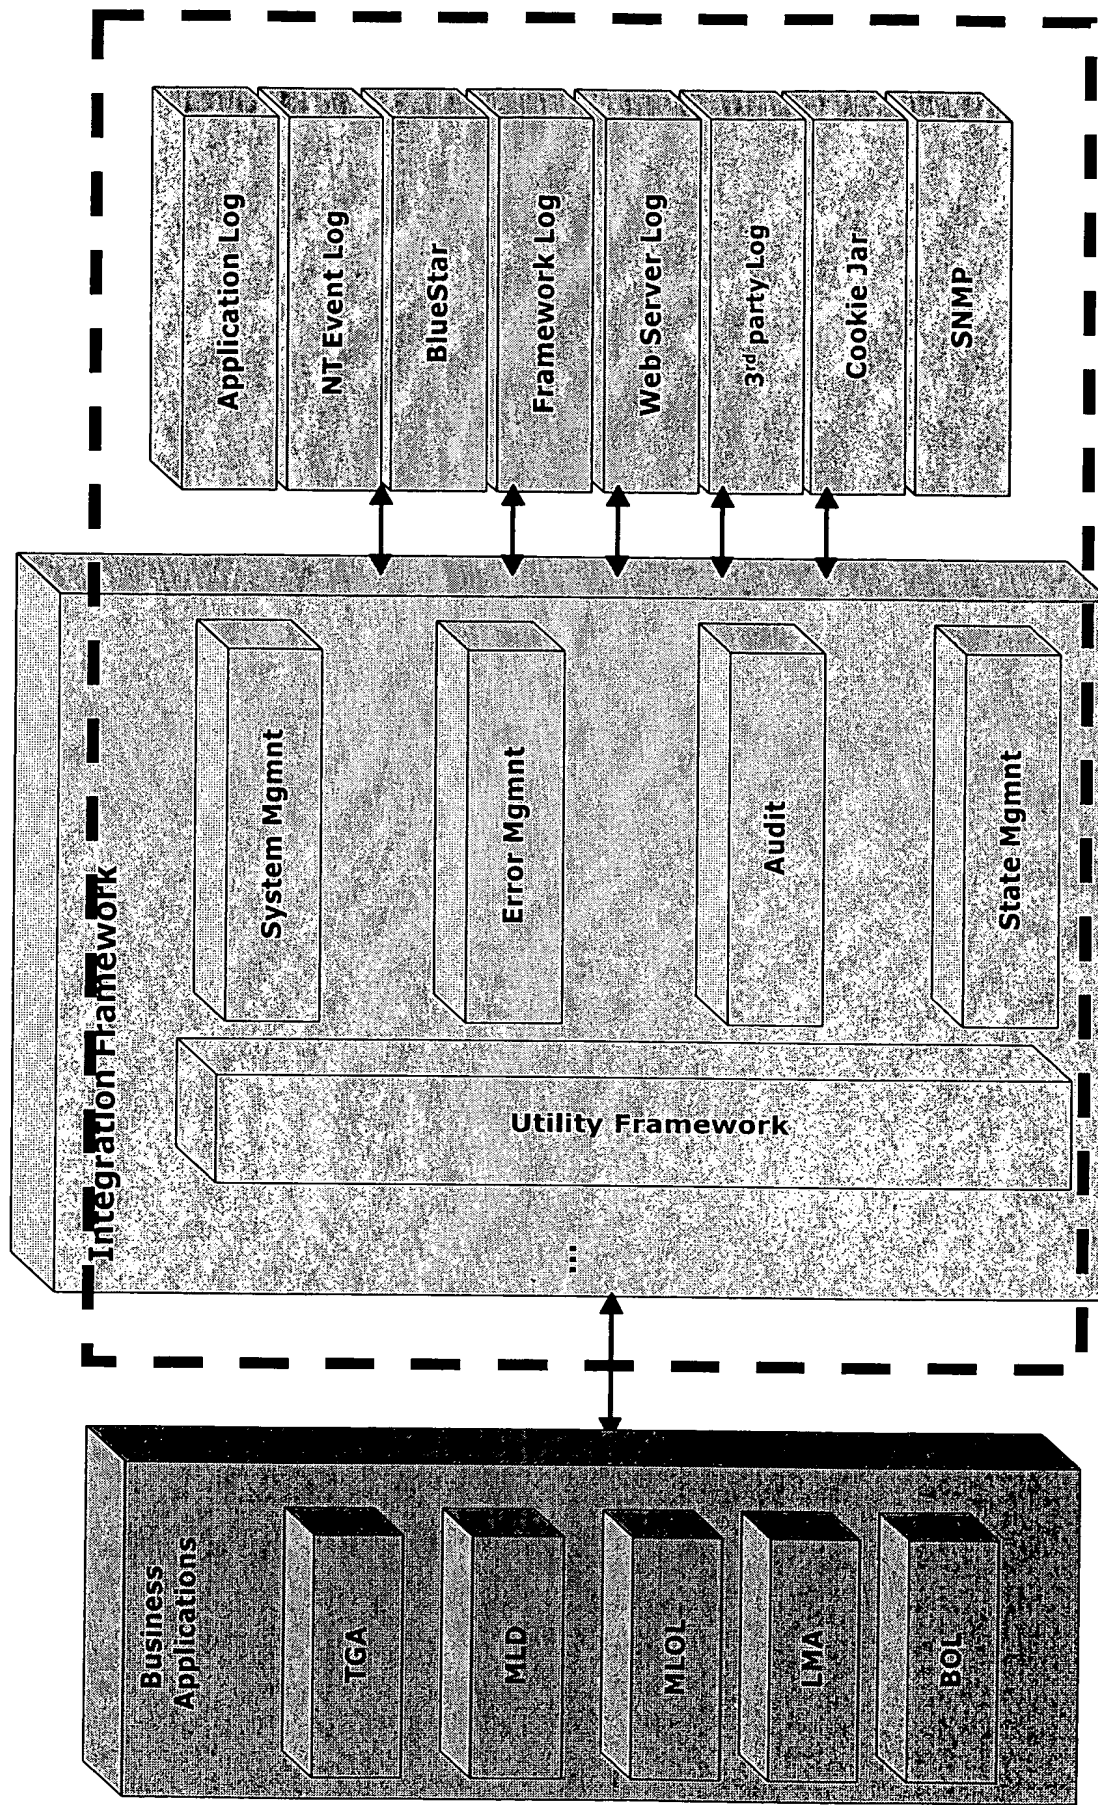 Business
Applications
TGA
MLD
MLOL
LMA
BOL
Integration Framework
...
Utility Framework
System Mgmnt
Error Mgmnt
Audit
State Mgmnt
Application Log
NT Event Log
BlueStar
Framework Log
Web Server Log
3rd party Log
Cookie Jar
SNMP